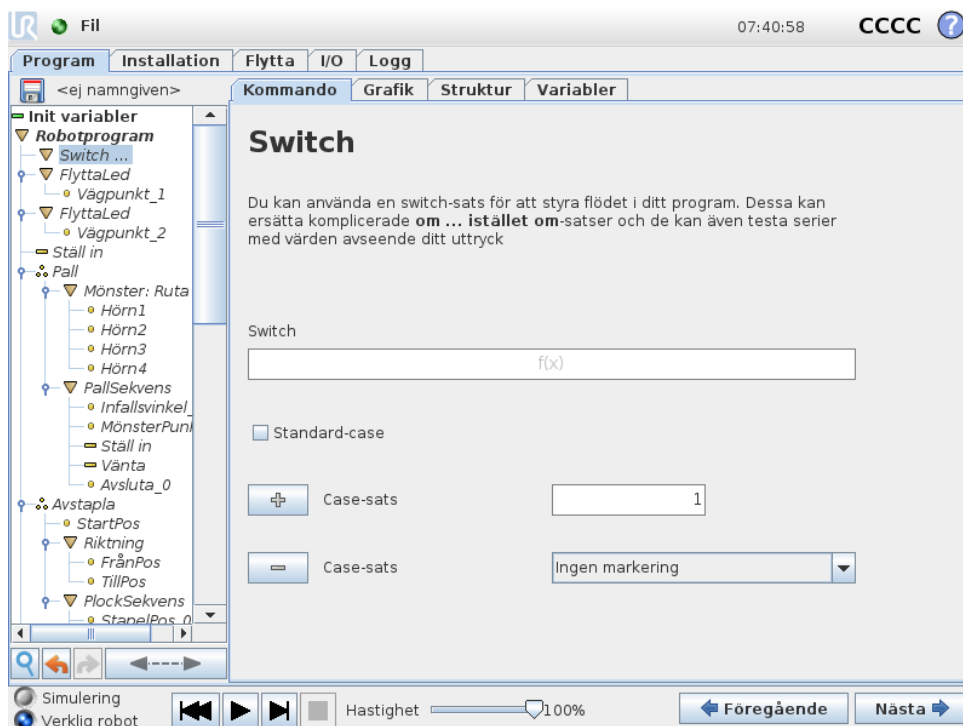 UR
Fil
07:40:58
CCCC
?
Program
Installation
Flytta
I/O
Logg
<ej namngiven>
Kommando
Grafik
Struktur
Variabler
Init variabler
Robotprogram
Switch ...
FlyttaLed
Vägpunkt_1
FlyttaLed
Vägpunkt_2
Ställ in
Pall
Mönster: Ruta
Hörn1
Hörn2
Hörn3
Hörn4
PallSekvens
Infallsvinkel_
MönsterPun
Ställ in
Vänta
Avsluta_0
Avstapla
StartPos
Riktning
FrånPos
TillPos
PlockSekvens
StapelPos_0
Switch
Du kan använda en switch-sats för att styra flödet i ditt program. Dessa kan
ersätta komplicerade om ... istället om-satser och de kan även testa serier
med värden avseende ditt uttryck
Switch
f(x)
Standard-case
Case-sats
1
Case-sats
Ingen markering
Simulering
Verklig robot
Hastighet
100%
Föregående
Nästa